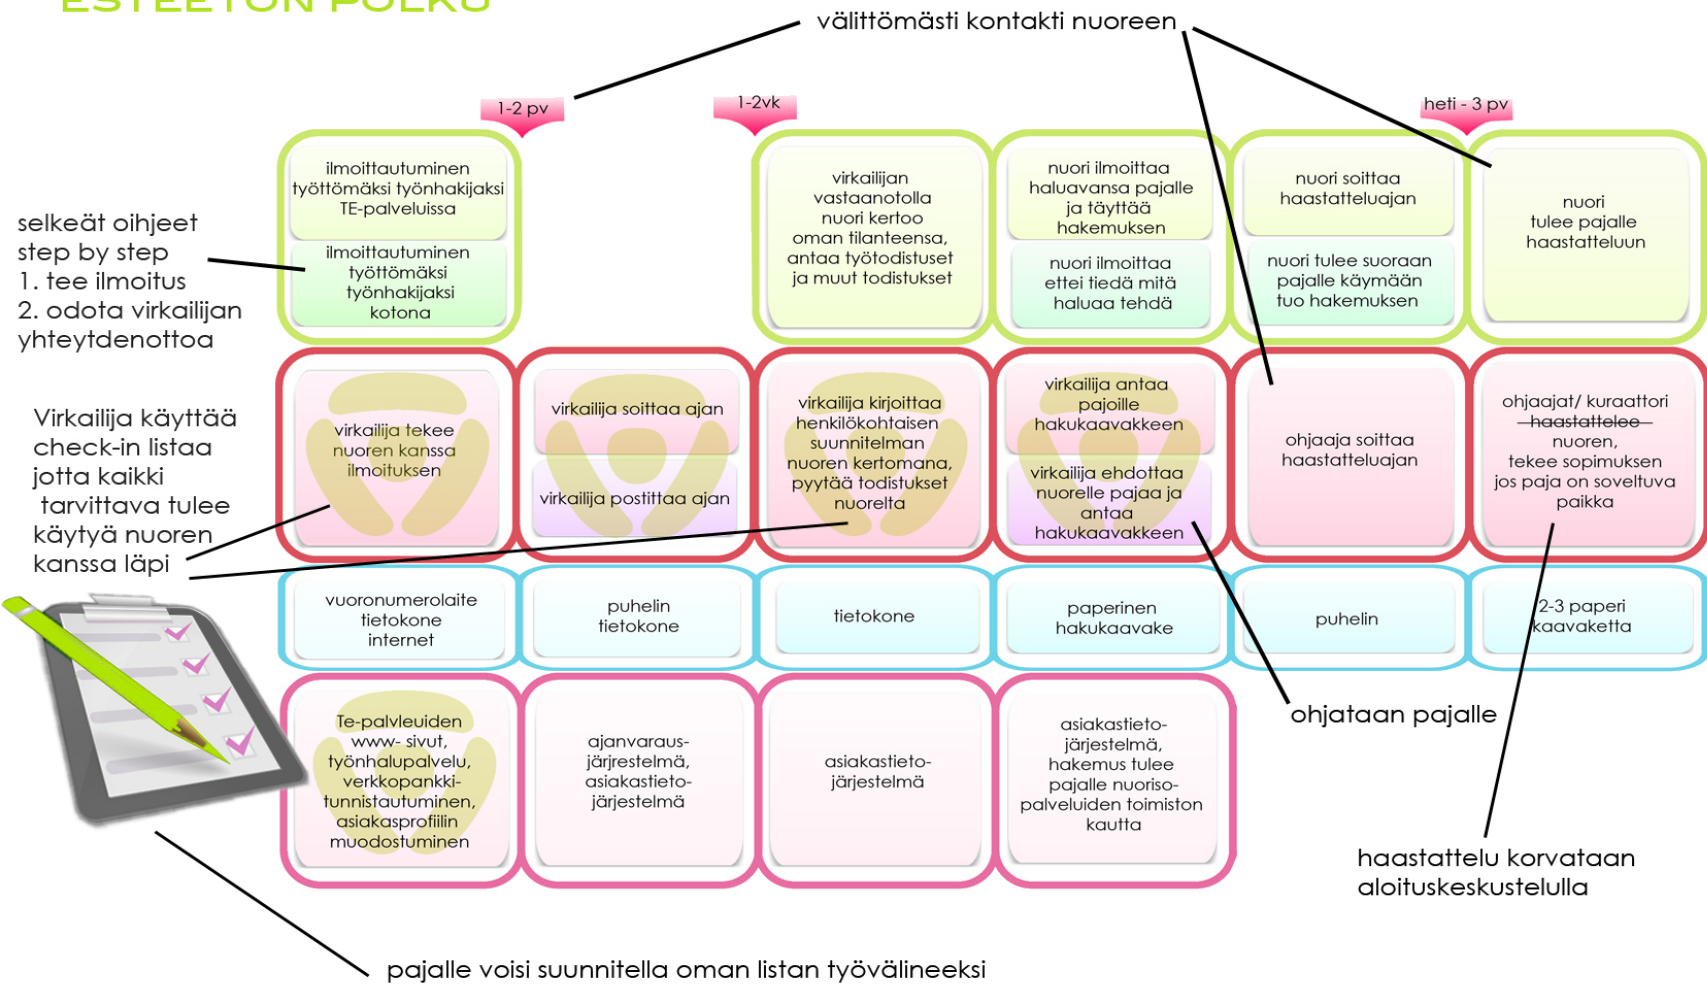 ESTEETÖN POLKU
välittömästi kontakti nuoreen
1-2 pv
1-2vk
heti - 3 pv
selkeät oihjeet
step by step
1. tee ilmoitus
2. odota virkailijan
yhteytdenottoa
ilmoittautuminen
työttömäksi työnhakijaksi
TE-palveluissa
ilmoittautuminen
työttömäksi
työnhakijaksi
kotona
virkailijan
vastaanotolla
nuori kertoo
oman tilanteensa,
antaa työtodistuset
ja muut todistukset
nuori ilmoittaa
haluavansa pajalle
ja täyttää
hakemuksen
nuori ilmoittaa
ettei tiedä mitä
haluaa tehdä
nuori soittaa
haastatteluajan
nuori tulee suoraan
pajalle käymään
tuo hakemuksen
nuori
tulee pajalle
haastatteluun
Virkailija käyttää
check-in listaa
jotta kaikki
tarvittava tulee
käytyä nuoren
kanssa läpi
virkailija tekee
nuoren kanssa
ilmoituksen
virkailija soittaa ajan
virkailija postittaa ajan
virkailija kirjoittaa
henkilökohtaisen
suunnitelman
nuoren kertomana,
pyytää todistukset
nuorelta
virkailija antaa
pajoille
hakukaavakkeen
virkailija ehdottaa
nuorelle pajaa ja
antaa
hakukaavakkeen
ohjaaja soittaa
haastatteluajan
ohjaajat/ kuraattori
haastattelee
nuoren,
tekee sopimuksen
jos paja on soveltuva
paikka
vuoronumerolaite
tietokone
internet
puhelin
tietokone
tietokone
paperinen
hakukaavake
puhelin
2-3 paperi
kaavaketta
Te-palvleuiden
www- sivut,
työnhalupalvelu,
verkkopankki-
tunnistautuminen,
asiakasprofiilin
muodostuminen
ajanvaraus-
järjrestelmä,
asiakastieto-
järjestelmä
asiakastieto-
järjestelmä
asiakastieto-
järjestelmä,
hakemus tulee
pajalle nuoriso-
palveluiden toimiston
kautta
ohjataan pajalle
haastattelu korvataan
aloituskeskustelulla
pajalle voisi suunnitella oman listan työvälineeksi